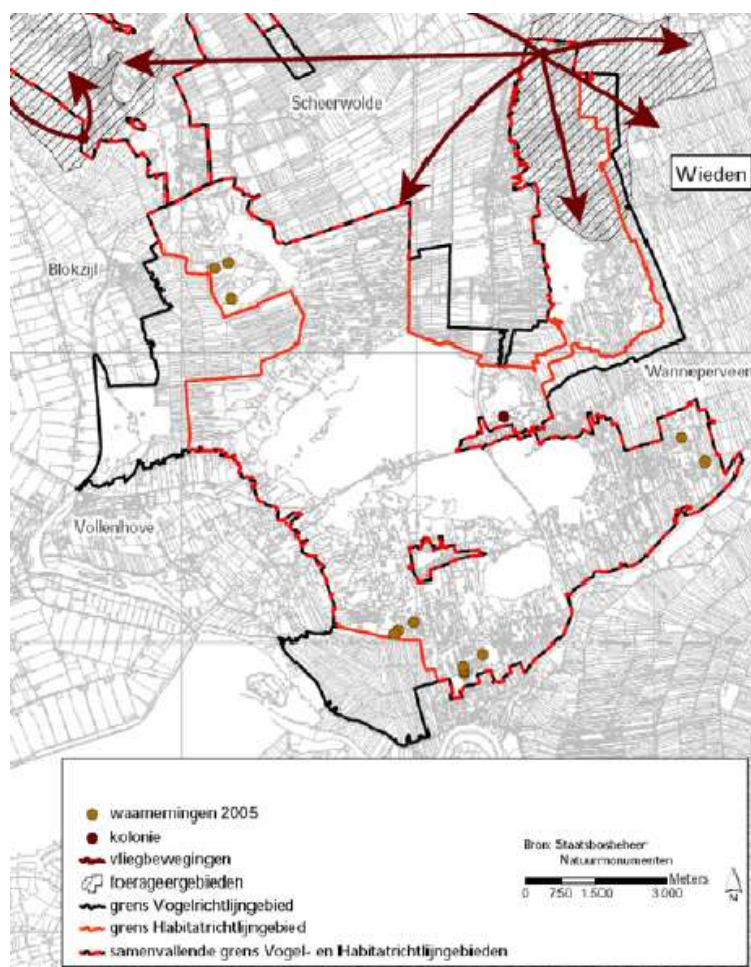 Scheerwolde
Wieden
Blokzijl
Wanneperveen
Vollenhove
waarnemingen 2005
kolonie
vliegbewegingen
foerageergebieden
grens Vogelrichtlijngebied
grens Habitatrichtlijngebied
samenvallende grens Vogel- en Habitatrichtlijngebieden
Bron: Staatsbosbeheer
Natuurmonumenten
Meters
0 750 1.500 3.000
N